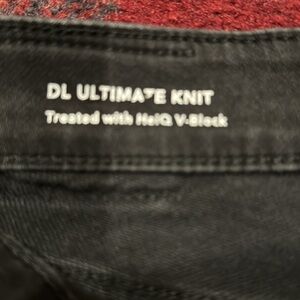 DL ULTIMATE KNIT
Treated with HeiQ V-Block